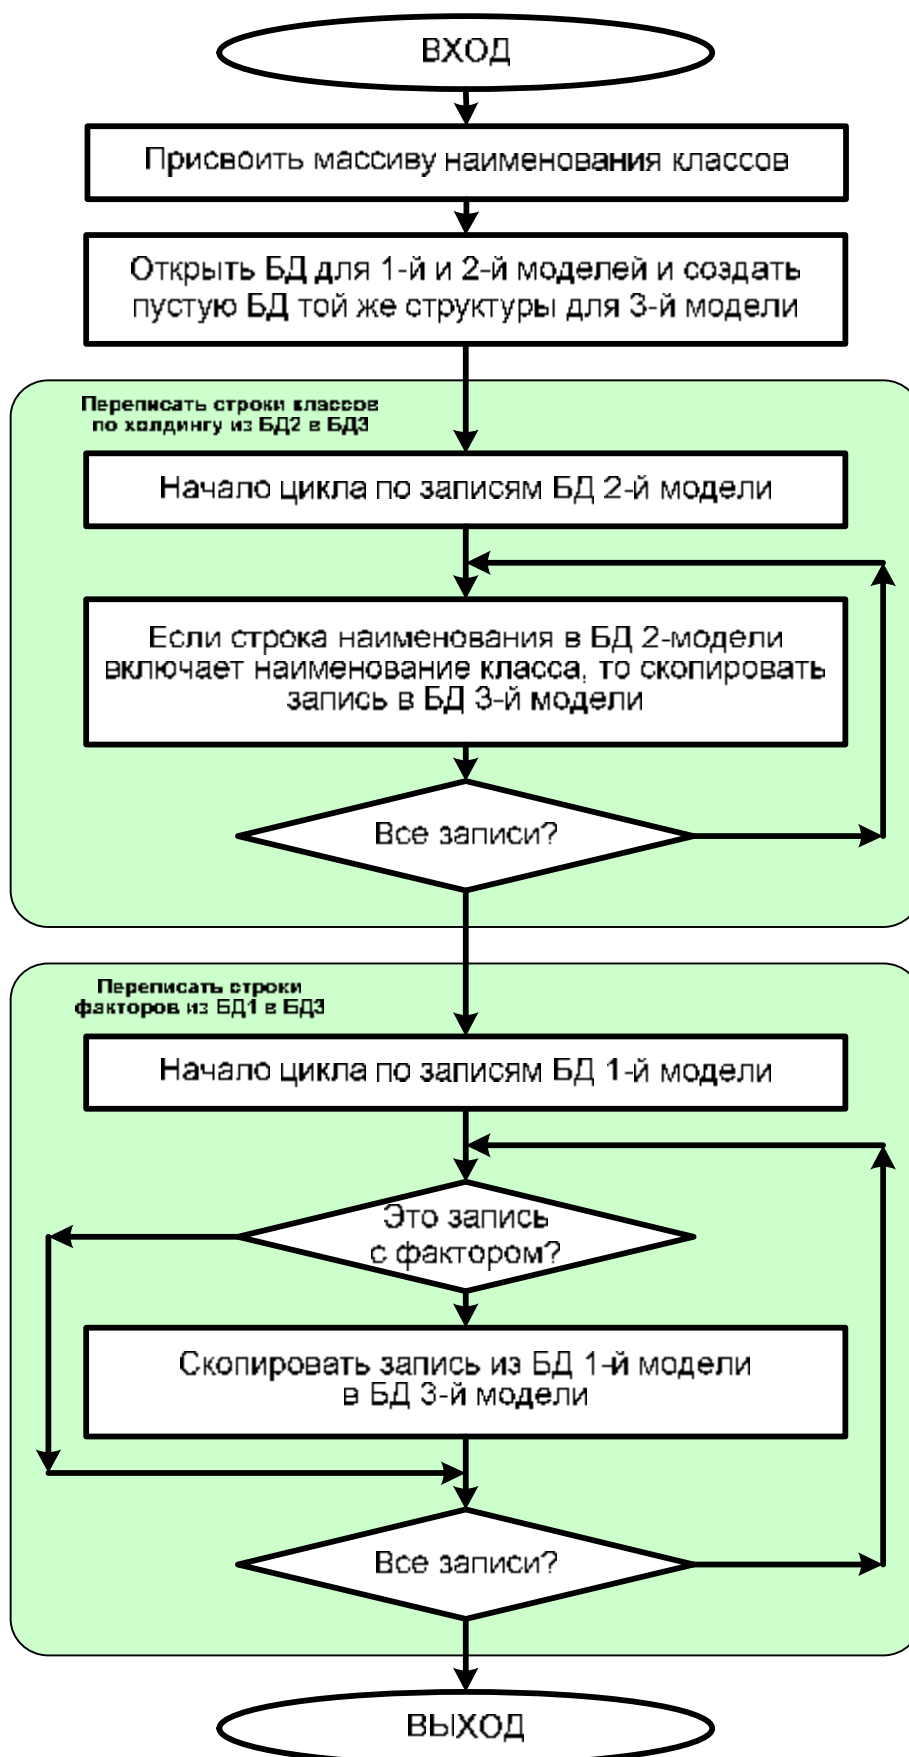 ВХОД
Присвоить массиву наименования классов
Открыть БД для 1-й и 2-й моделей и создать
пустую БД той же структуры для 3-й модели
Переписать строки классов
по холдингу из БД2 в БД3
Начало цикла по записям БД 2-й модели
Если строка наименования в БД 2-модели
включает наименование класса, то скопировать
запись в БД 3-й модели
Все записи?
Переписать строки
факторов из БД1 в БД3
Начало цикла по записям БД 1-й модели
Это запись
с фактором?
Скопировать запись из БД 1-й модели
в БД 3-й модели
Все записи?
ВЫХОД